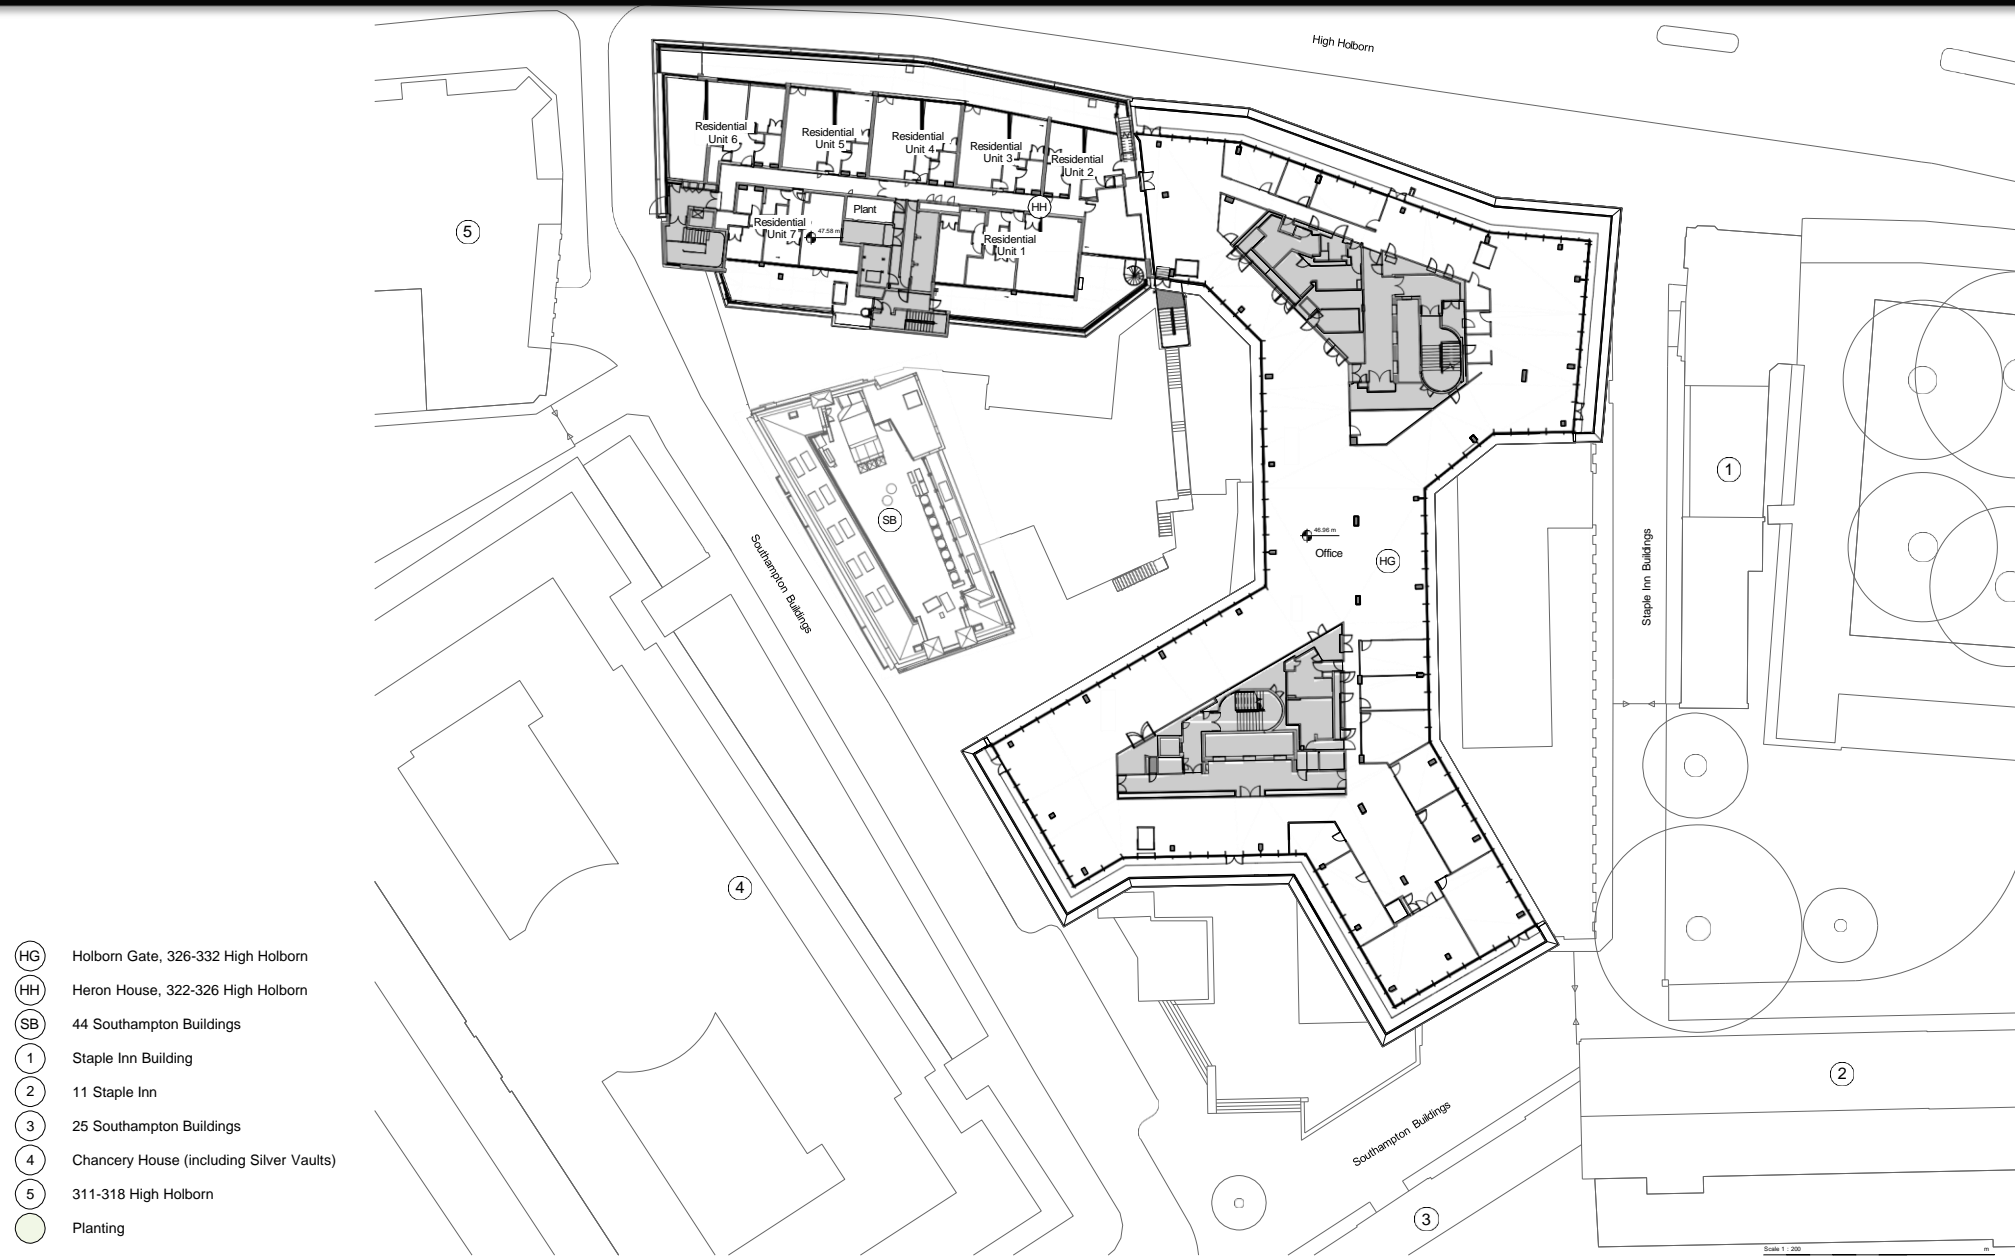 High Holborn
Residential
Unit 6
Residential
Unit 5
Residential
Unit 4
Residential
Unit 3
Residential
Unit 2
HH
Plant
Residential
Unit 7
47.58 m
Residential
Unit 1
5
1
SB
Southampton Buildings
46.96 m
Office
HG
Staple Inn Buildings
4
2
Southampton Buildings
3
HG Holborn Gate, 326-332 High Holborn
HH Heron House, 322-326 High Holborn
SB 44 Southampton Buildings
1 Staple Inn Building
2 11 Staple Inn
3 25 Southampton Buildings
4 Chancery House (including Silver Vaults)
5 311-318 High Holborn
Planting
Scale 1 : 200
m